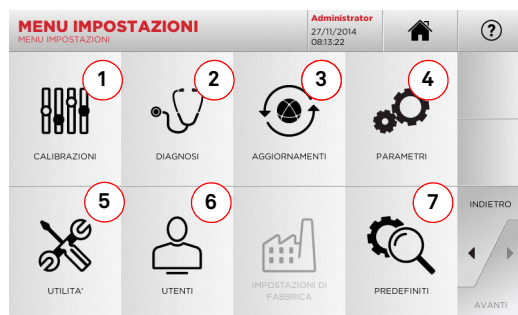 MENU IMPOSTAZIONI
MENU IMPOSTAZIONI
Administrator
27/11/2014
08:13:22
?
1
2
3
4
CALIBRAZIONI
DIAGNOSI
AGGIORNAMENTI
PARAMETRI
5
6
7
UTILITA'
UTENTI
IMPOSTAZIONI DI
FABBRICA
PREDEFINITI
INDIETRO
AVANTI